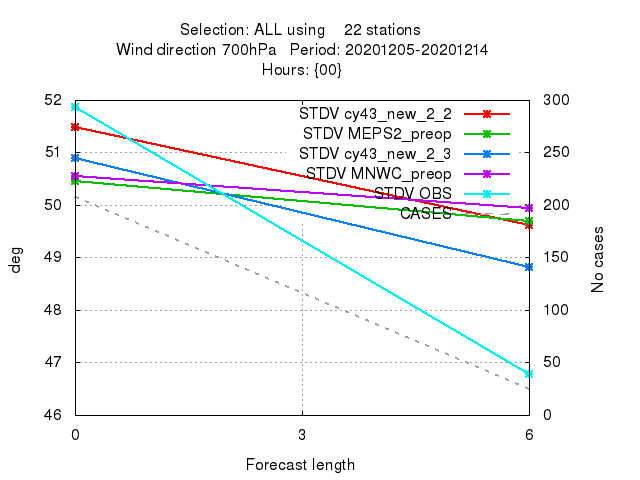 Selection: ALL using    22 stations
Wind direction 700hPa   Period: 20201205-20201214
Hours: {00}
52 300
STDV cy43_new_2_2
STDV MEPS2_preop
51 250
STDV cy43_new_2_3
STDV MNWC_preop
STDV OBS
50 200
CASES
49 150
48 100
47 50
46 0
deg
No cases
0 3 6
Forecast length